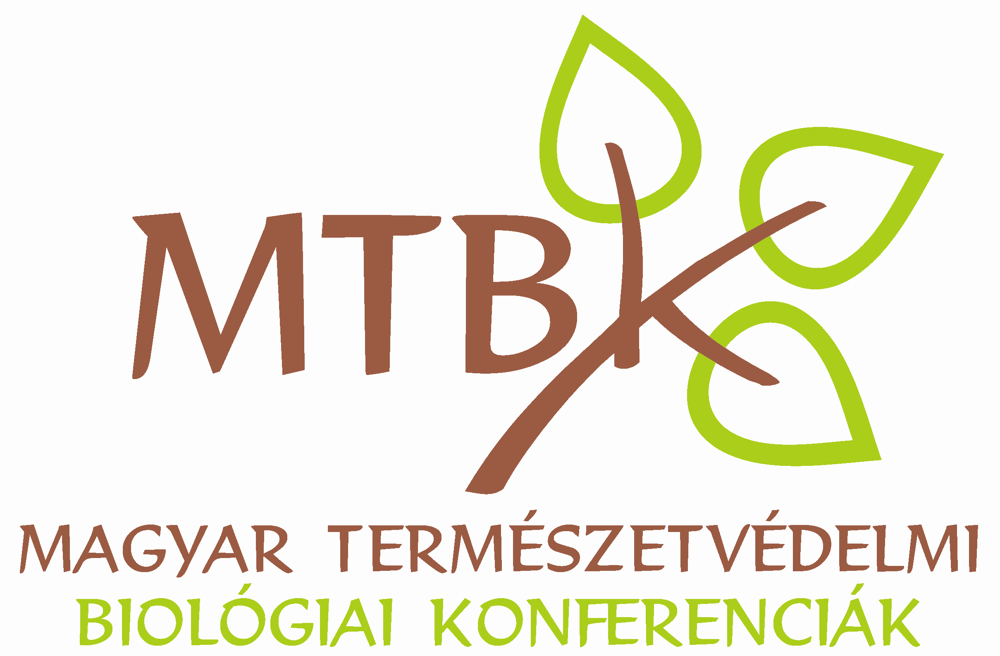 MTBK
MAGYAR TERMÉSZETVÉDELMI
BIOLÓGIAI KONFERENCIÁK